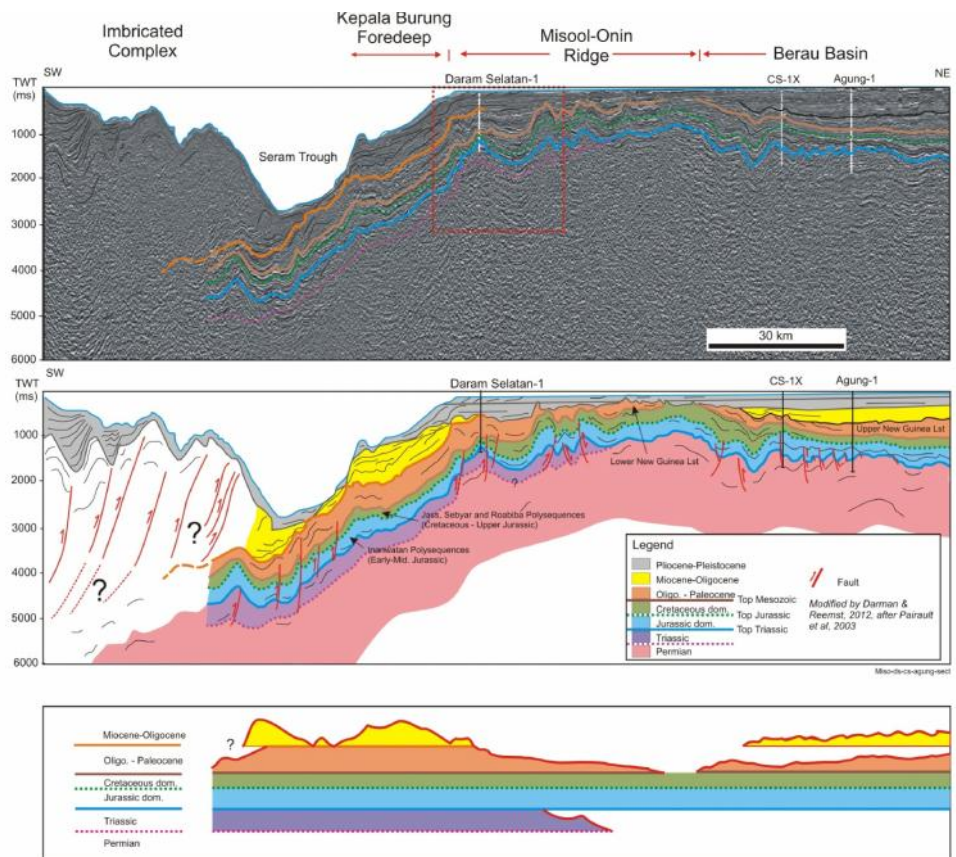 Imbricated
Complex
Kepala Burung
Foredeep
Misool-Onin
Ridge
Berau Basin
SW
NE
TWT
(ms)
Daram Selatan-1
CS-1X
Agung-1
Seram Trough
1000
2000
3000
4000
5000
6000
30 km
SW
TWT
(ms)
Daram Selatan-1
CS-1X
Agung-1
1000
2000
3000
4000
5000
6000
Upper New Guinea Lst
Lower New Guinea Lst
?
?
?
Jass, Sebyar and Roabiba Polysequences
(Cretaceous - Upper Jurassic)
Inanwatan Polysequences
(Early-Mid. Jurassic)
Legend
Pliocene-Pleistocene
Miocene-Oligocene
Oligo. - Paleocene
Cretaceous dom.
Jurassic dom.
Triassic
Permian
Top Mesozoic
Top Jurassic
Top Triassic
Fault
Modified by Darman &
Reemst, 2012, after Pairault
et al, 2003
Miso-ds-cs-agung-sect
Miocene-Oligocene
?
Oligo. - Paleocene
Cretaceous dom.
Jurassic dom.
Triassic
Permian